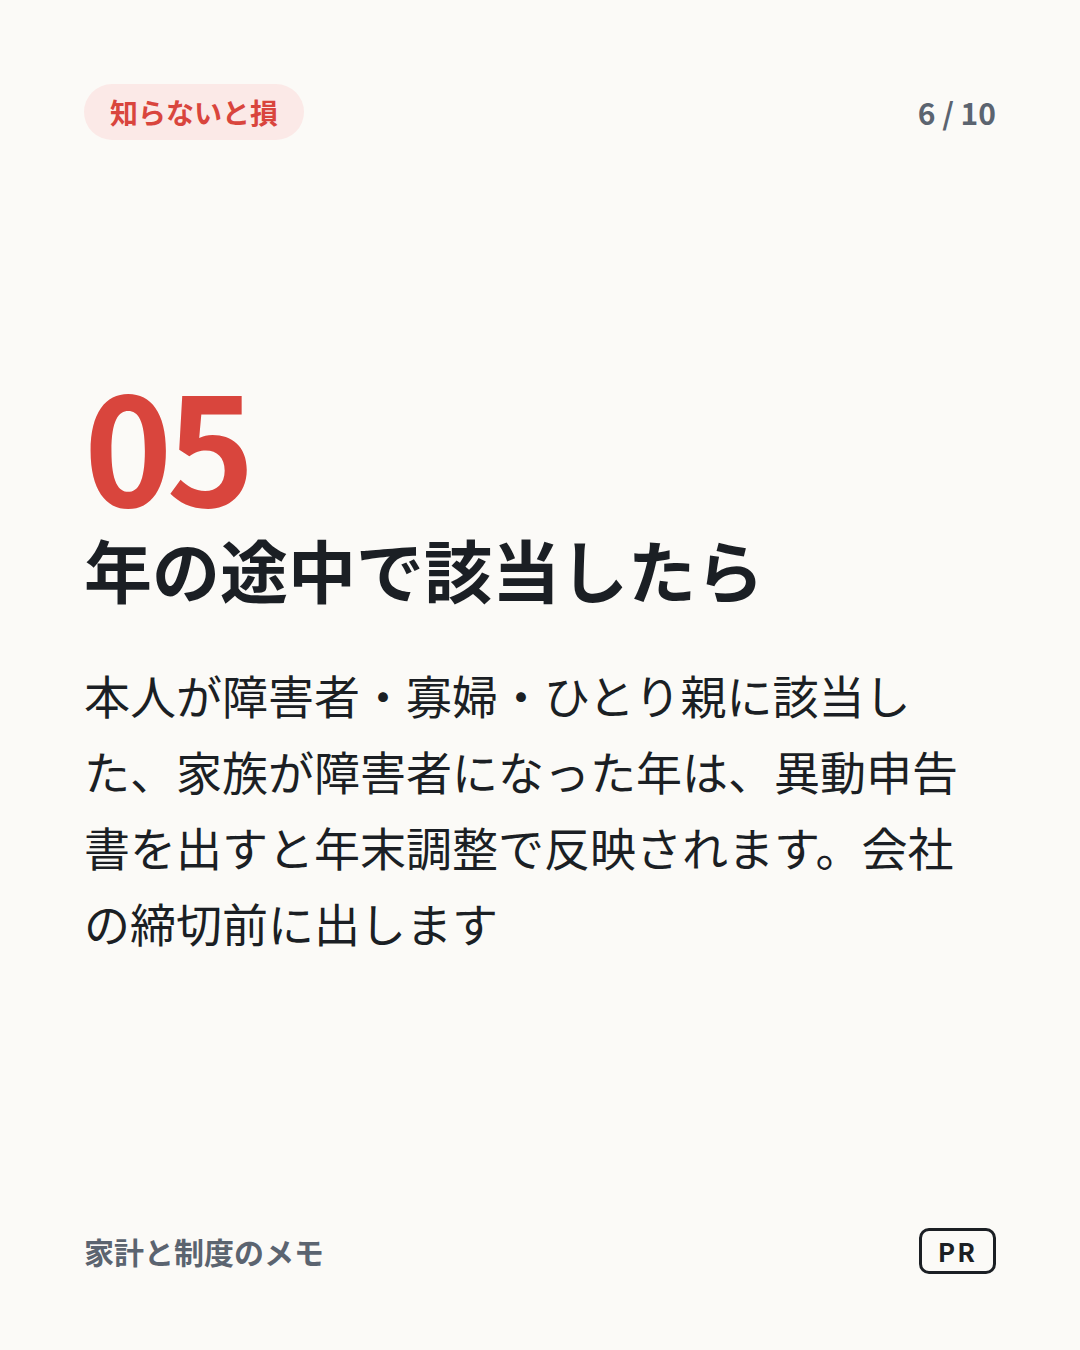 知らないと損
6 / 10
05
年の途中で該当したら
本人が障害者・寡婦・ひとり親に該当し
た、家族が障害者になった年は、異動申告
書を出すと年末調整で反映されます。会社
の締切前に出します
家計と制度のメモ
PR